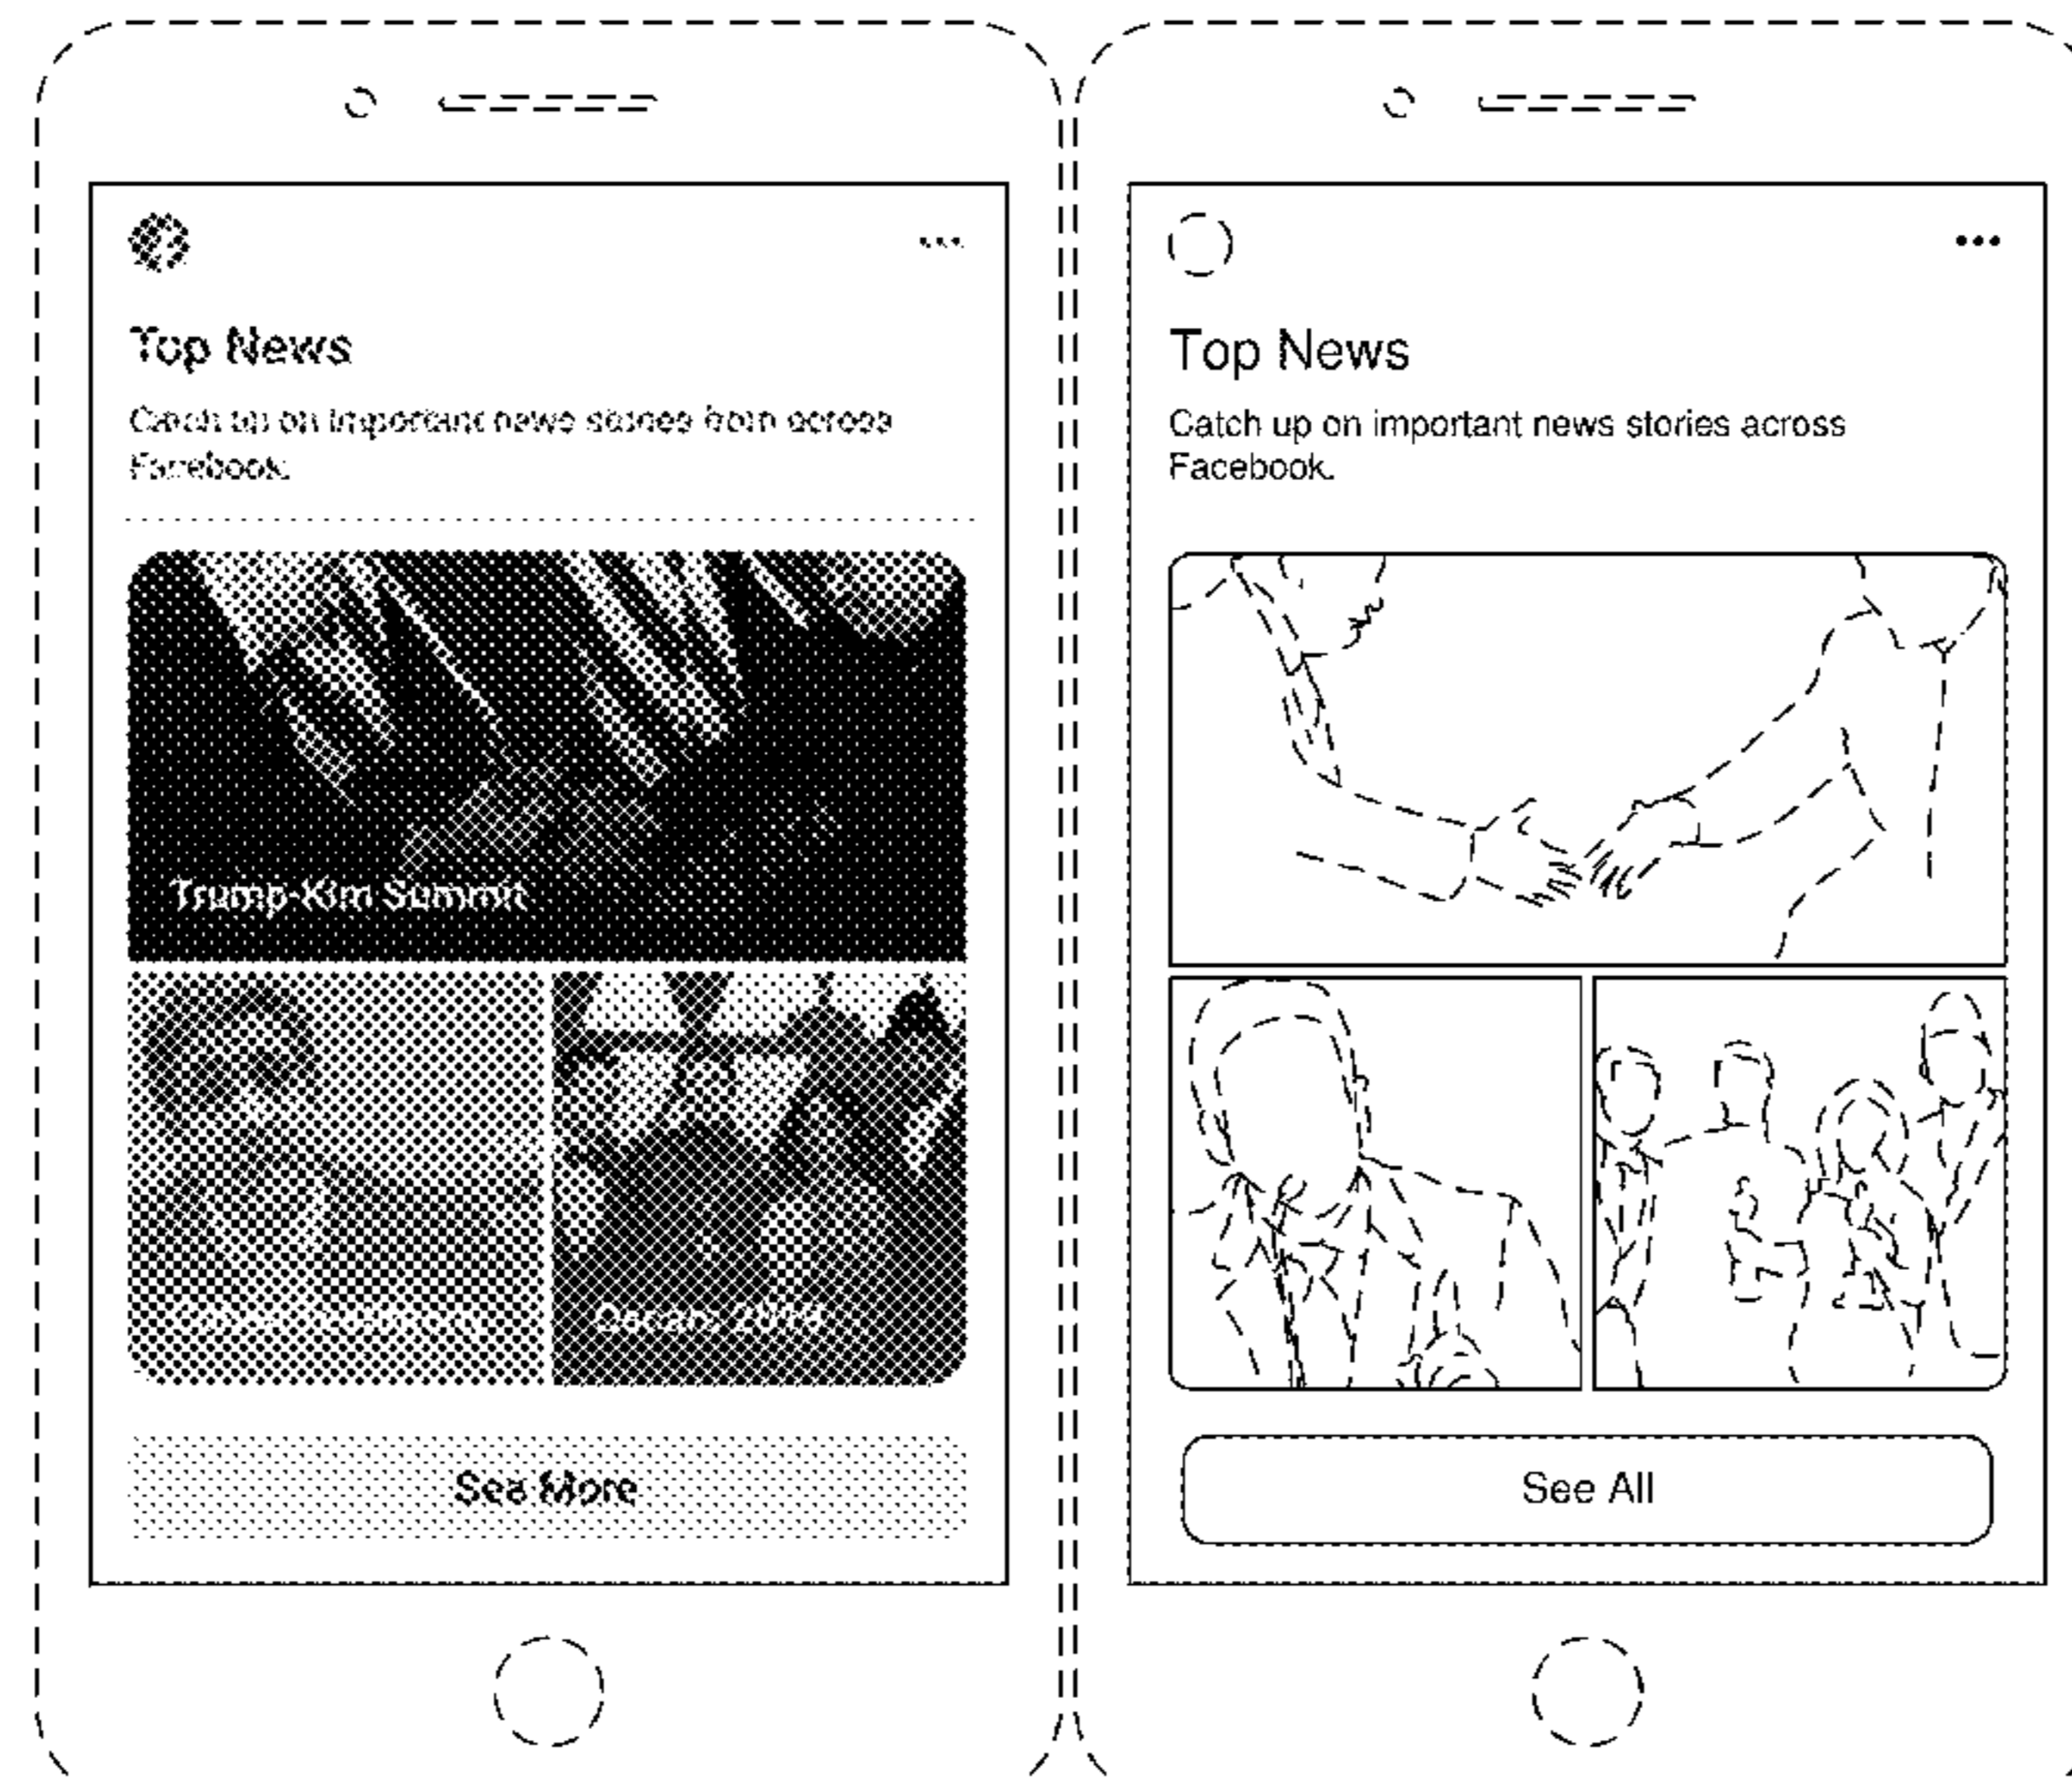 Top News
Catch up on important news stories from across
Facebook.
Trump-Kim Summit
See More
Top News
Catch up on important news stories across
Facebook.
See All